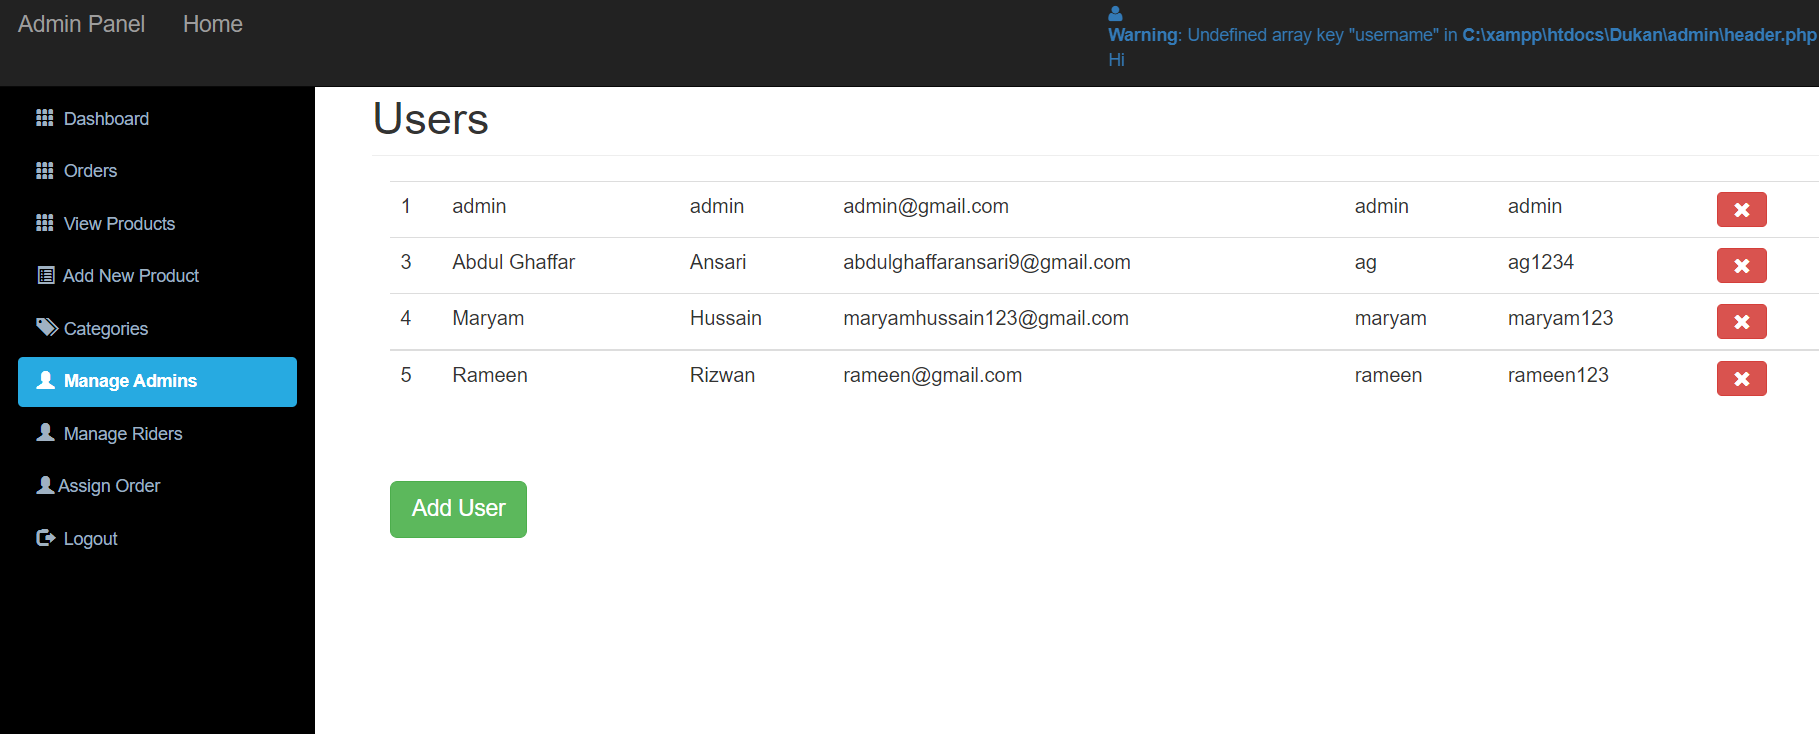 Admin Panel Home
Warning: Undefined array key "username" in C:\xampp\htdocs\Dukan\admin\header.php
Hi
Dashboard
Orders
View Products
Add New Product
Categories
Manage Admins
Manage Riders
Assign Order
Logout
Users
1 admin admin admin@gmail.com admin admin
3 Abdul Ghaffar Ansari abdulghaffaransari9@gmail.com ag ag1234
4 Maryam Hussain maryamhussain123@gmail.com maryam maryam123
5 Rameen Rizwan rameen@gmail.com rameen rameen123
Add User